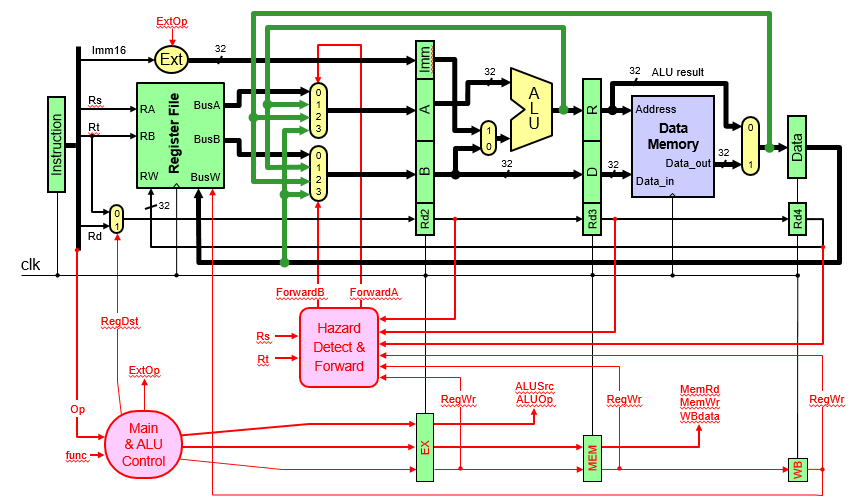 ExtOp
Imm16
Ext
32
Imm
32
32
ALU result
Rs
Rt
RA
RB
RW
Register File
BusA
BusB
BusW
0
1
2
3
A
ALU
R
Address
Data
Memory
Data_out
Data_in
0
1
32
Data
Instruction
0
1
2
3
B
1
0
32
D
32
32
0
1
Rd
Rd2
Rd3
Rd4
clk
ForwardB
ForwardA
RegDst
Hazard
Detect &
Forward
Rs
Rt
ExtOp
Op
func
Main
& ALU
Control
EX
ALUSrc
ALUOp
RegWr
MEM
RegWr
MemRd
MemWr
WBdata
RegWr
WB